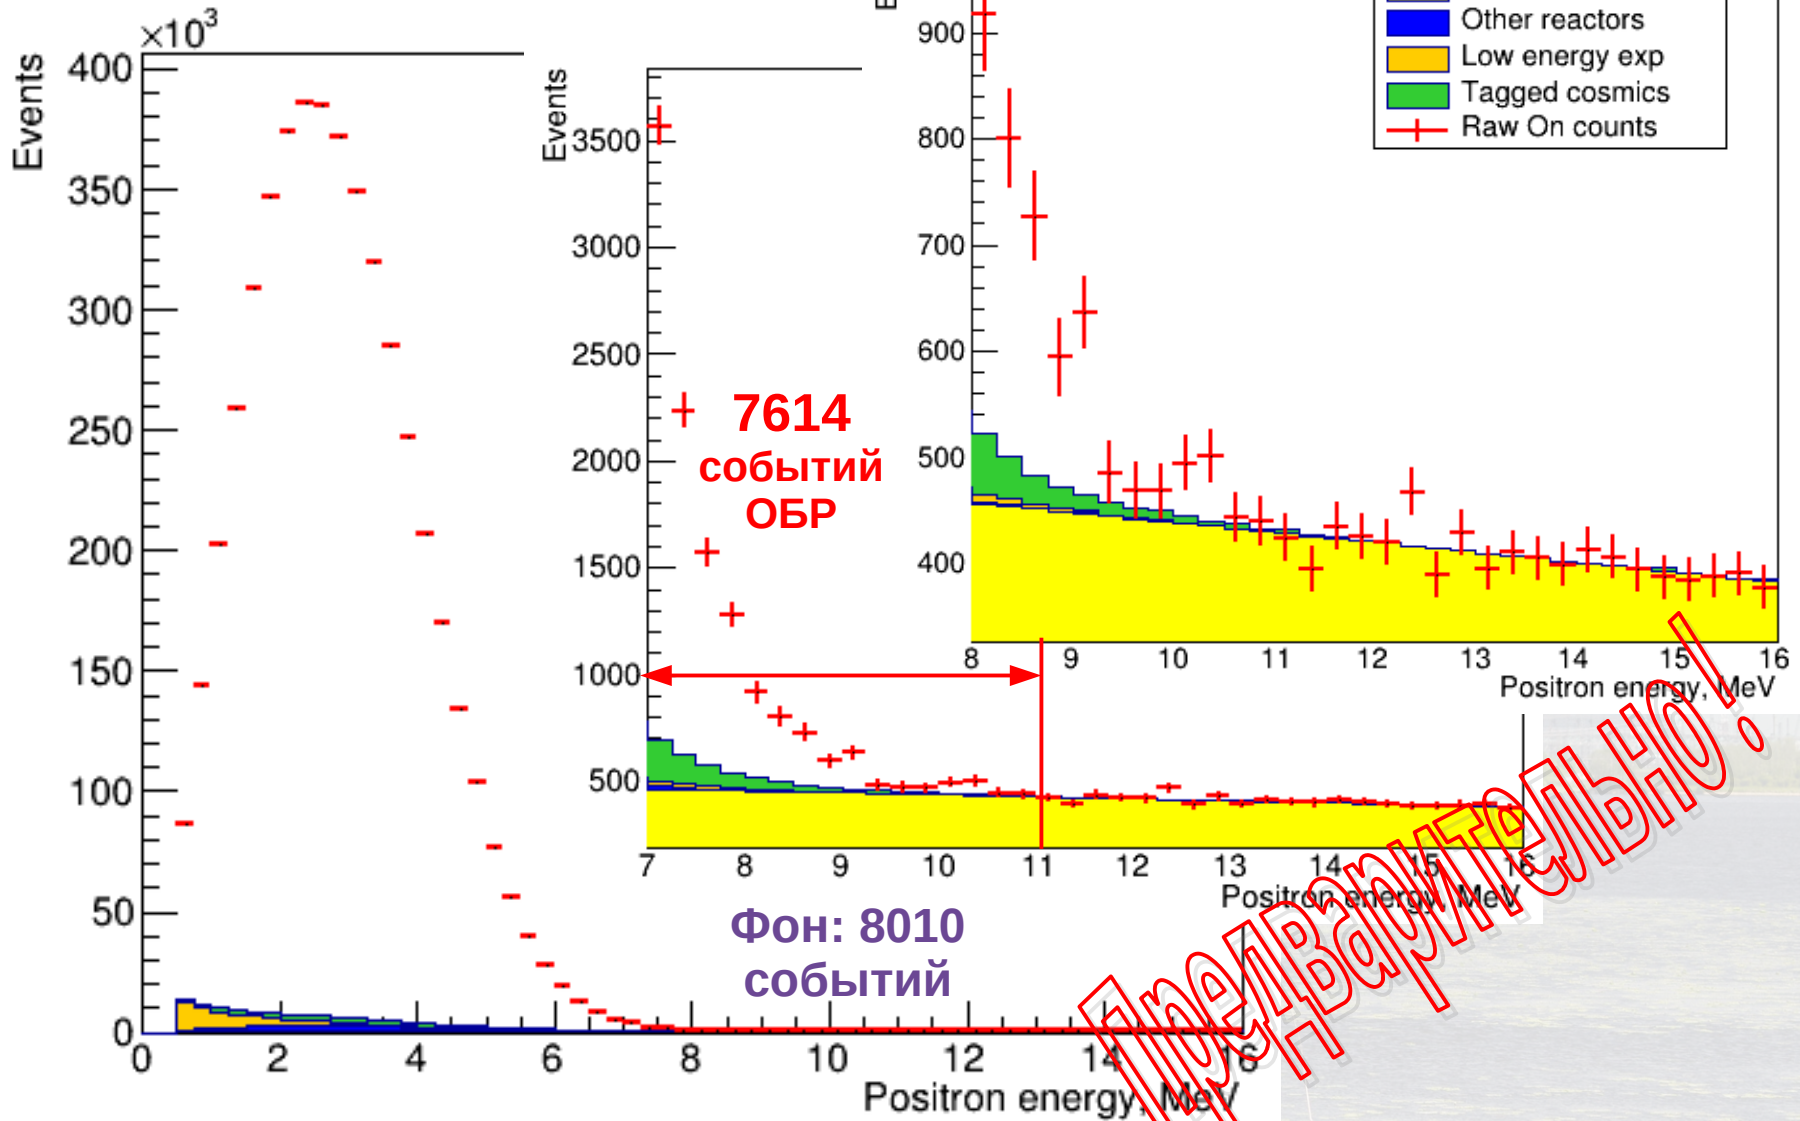 ×10³
Events
400
350
300
250
200
150
100
50
0
0 2 4 6 8 10 12 14 16
Positron energy, MeV
Events
3500
3000
2500
2000
1500
1000
500
7 8 9 10 11 12 13 14 15 16
Positron energy, MeV
7614
событий
ОБР
Фон: 8010
событий
900
800
700
600
500
400
8 9 10 11 12 13 14 15 16
Positron energy, MeV
Other reactors
Low energy exp
Tagged cosmics
Raw On counts
Предварительно !